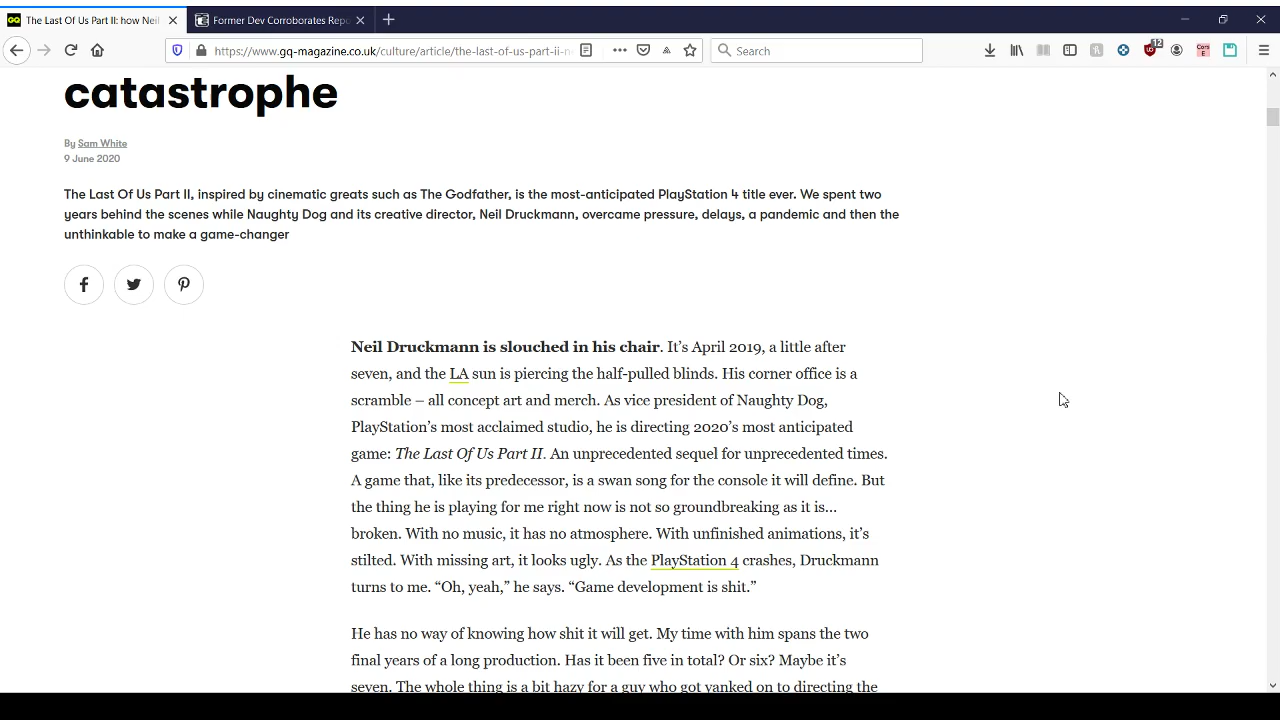 GQ The Last Of Us Part II: how Neil
Former Dev Corroborates Repo
https://www.gq-magazine.co.uk/culture/article/the-last-of-us-part-ii-n
Search
12
catastrophe
By Sam White
9 June 2020
The Last Of Us Part II, inspired by cinematic greats such as The Godfather, is the most-anticipated PlayStation 4 title ever. We spent two
years behind the scenes while Naughty Dog and its creative director, Neil Druckmann, overcame pressure, delays, a pandemic and then the
unthinkable to make a game-changer
Neil Druckmann is slouched in his chair. It's April 2019, a little after
seven, and the LA sun is piercing the half-pulled blinds. His corner office is a
scramble – all concept art and merch. As vice president of Naughty Dog,
PlayStation's most acclaimed studio, he is directing 2020's most anticipated
game: The Last Of Us Part II. An unprecedented sequel for unprecedented times.
A game that, like its predecessor, is a swan song for the console it will define. But
the thing he is playing for me right now is not so groundbreaking as it is...
broken. With no music, it has no atmosphere. With unfinished animations, it's
stilted. With missing art, it looks ugly. As the PlayStation 4 crashes, Druckmann
turns to me. “Oh, yeah,” he says. “Game development is shit.”
He has no way of knowing how shit it will get. My time with him spans the two
final years of a long production. Has it been five in total? Or six? Maybe it's
seven. The whole thing is a bit hazy for a guy who got yanked on to directing the